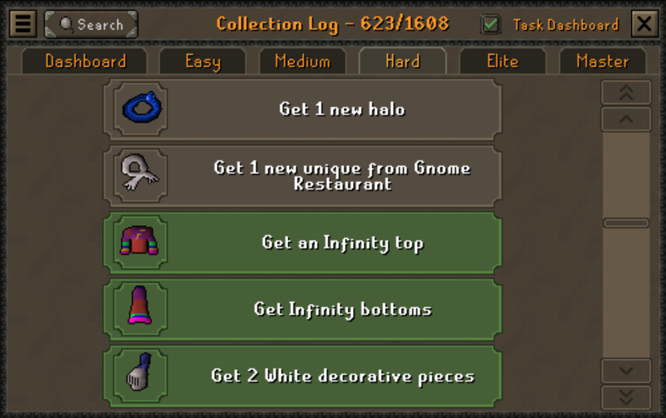 Search
Collection Log - 623/1608
Task Dashboard
Dashboard
Easy
Medium
Hard
Elite
Master
Get 1 new halo
Get 1 new unique from Gnome
Restaurant
Get an Infinity top
Get Infinity bottoms
Get 2 White decorative pieces